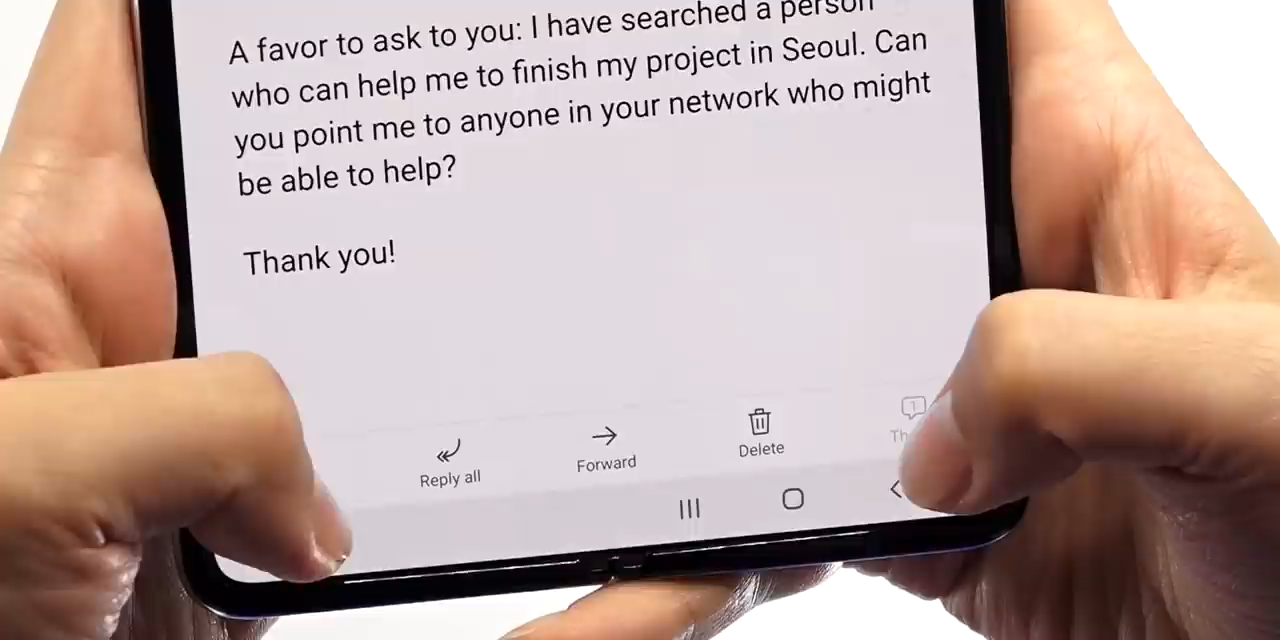 A favor to ask to you: I have searched a person
who can help me to finish my project in Seoul. Can
you point me to anyone in your network who might
be able to help?
Thank you!
Reply all
Forward
Delete
1